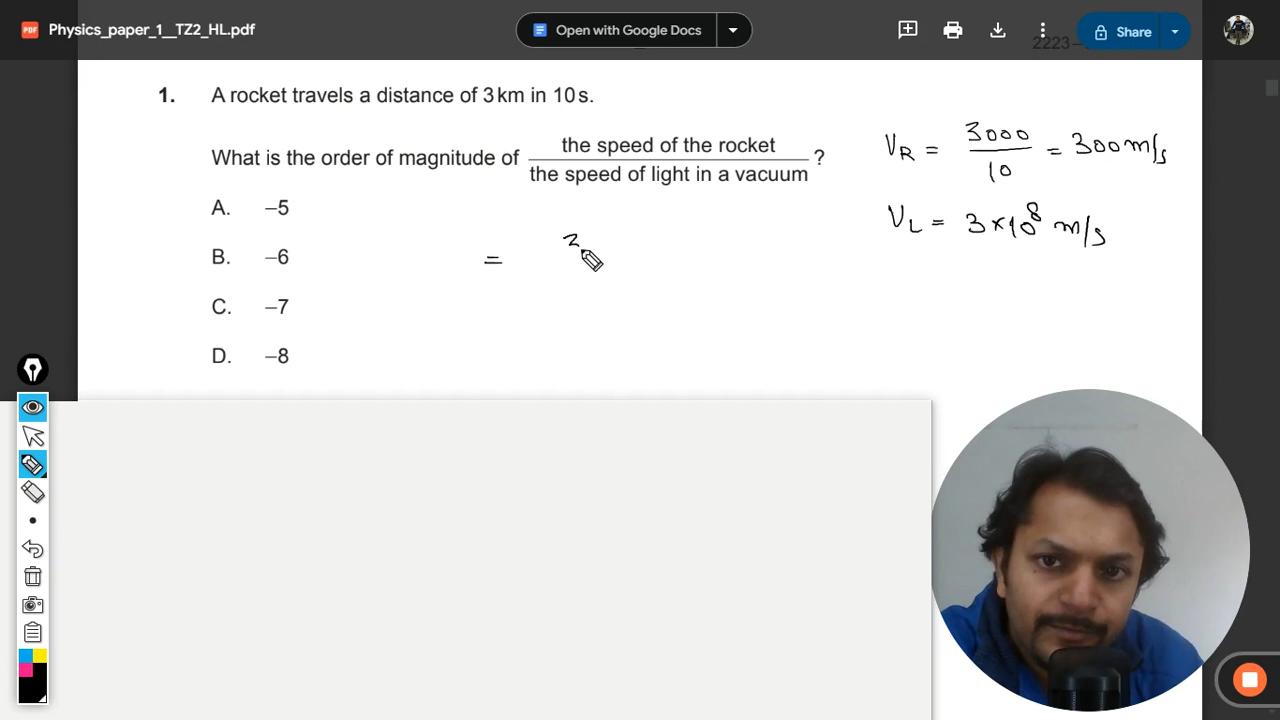 Physics_paper_1__TZ2_HL.pdf
Open with Google Docs
Share
1. A rocket travels a distance of 3 km in 10 s.
What is the order of magnitude of the speed of the rocket / the speed of light in a vacuum ?
A. −5
B. −6
C. −7
D. −8
V_R = 3000 / 10 = 300 m/s
V_L = 3 × 10^8 m/s
=
PDF